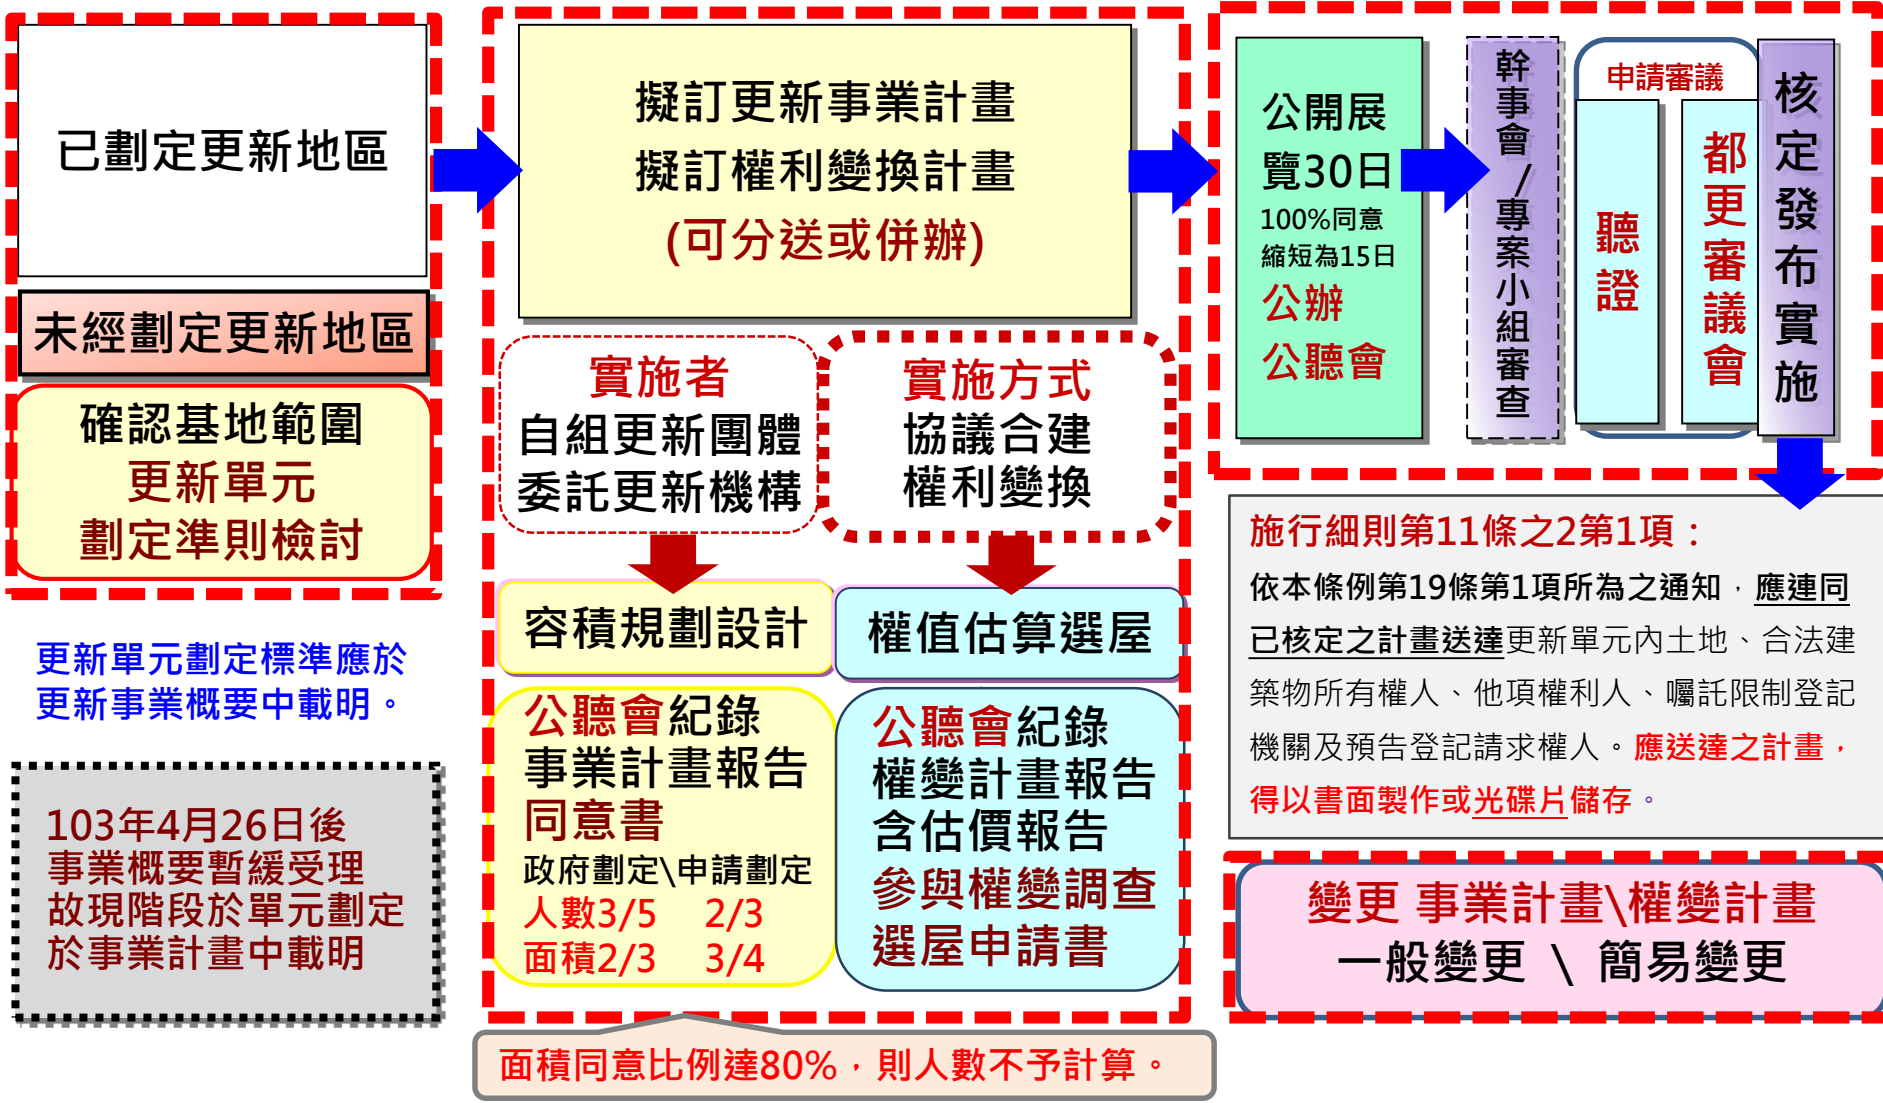 已劃定更新地區
未經劃定更新地區
確認基地範圍
更新單元
劃定準則檢討
更新單元劃定標準應於
更新事業概要中載明。
103年4月26日後
事業概要暫緩受理
故現階段於單元劃定
於事業計畫中載明
擬訂更新事業計畫
擬訂權利變換計畫
(可分送或併辦)
實施者
自組更新團體
委託更新機構
實施方式
協議合建
權利變換
容積規劃設計
權值估算選屋
公聽會紀錄
事業計畫報告
同意書
政府劃定\申請劃定
人數3/5 2/3
面積2/3 3/4
公聽會紀錄
權變計畫報告
含估價報告
參與權變調查
選屋申請書
面積同意比例達80%,則人數不予計算。
公開展
覽30日
100%同意
縮短為15日
公辦
公聽會
幹事會/專案小組審查
申請審議
聽證
都更審議會
核定發布實施
施行細則第11條之2第1項:
依本條例第19條第1項所為之通知,應連同
已核定之計畫送達更新單元內土地、合法建
築物所有權人、他項權利人、囑託限制登記
機關及預告登記請求權人。應送達之計畫,
得以書面製作或光碟片儲存。
變更 事業計畫\權變計畫
一般變更 \ 簡易變更